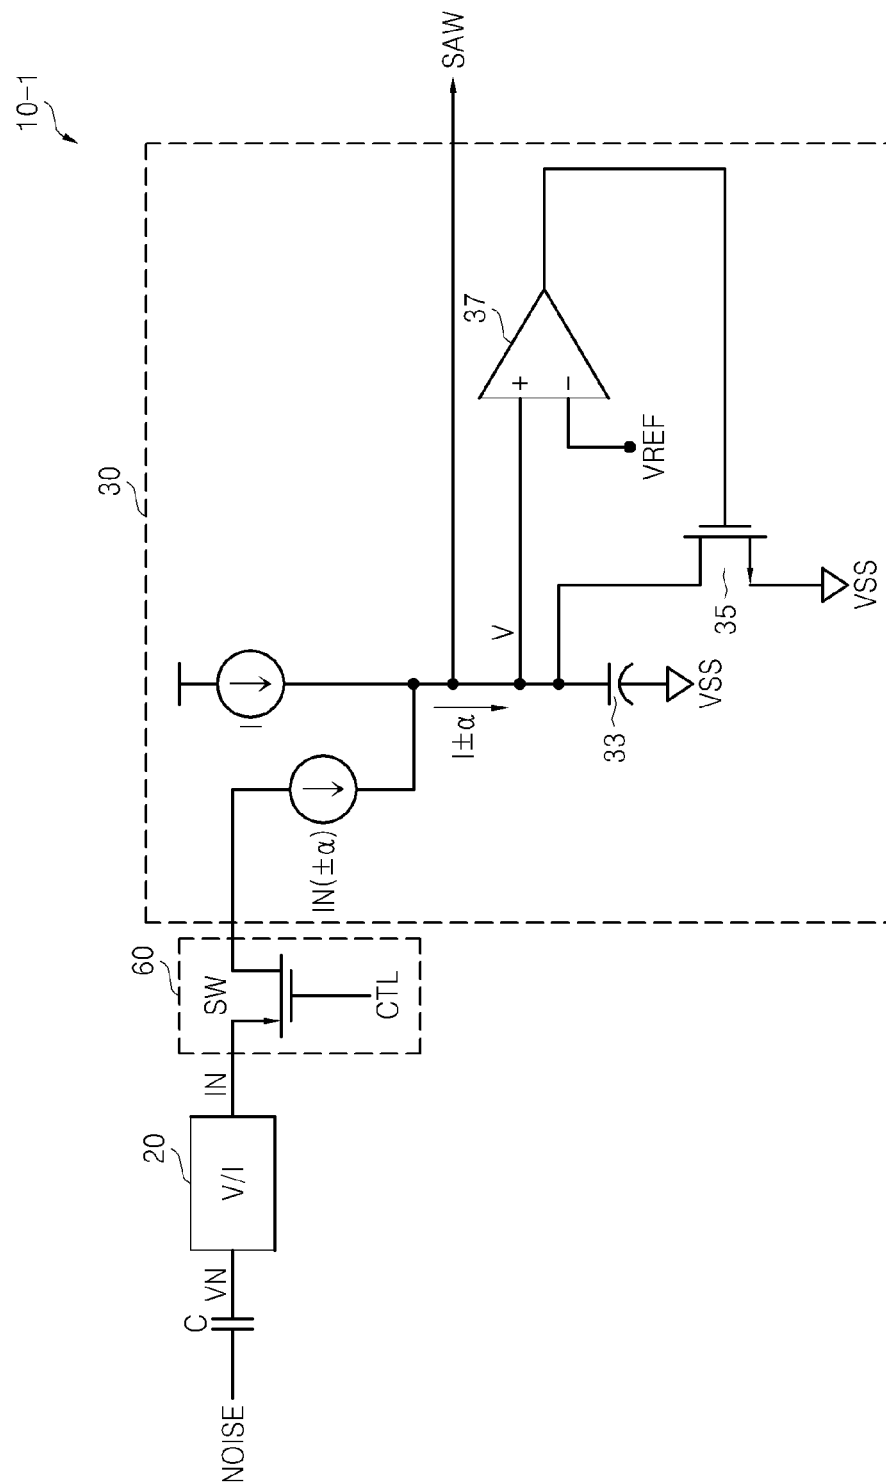 10-1
30
SAW
I
IN(±α)
I±α
V
37
+
−
VREF
33
VSS
35
VSS
60
SW
CTL
IN
20
V/I
VN
C
NOISE